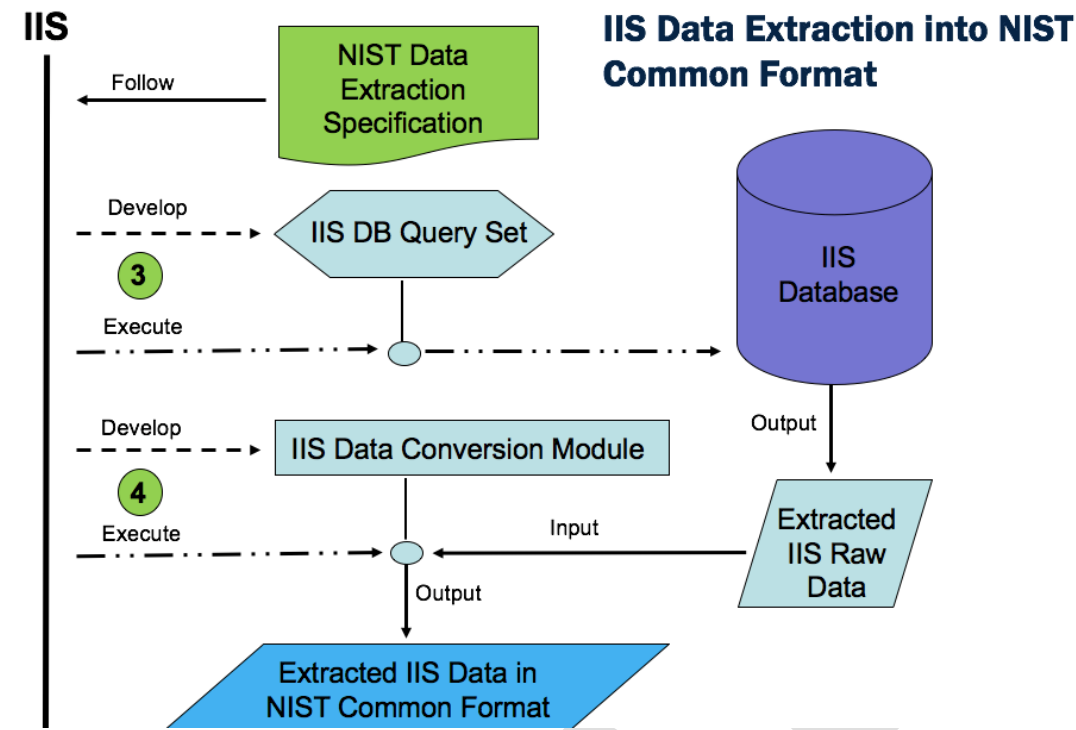 IIS
IIS Data Extraction into NIST
Common Format
NIST Data
Extraction
Specification
Follow
Develop
IIS DB Query Set
3
IIS
Database
Execute
Develop
IIS Data Conversion Module
Output
4
Execute
Input
Extracted
IIS Raw
Data
Output
Extracted IIS Data in
NIST Common Format